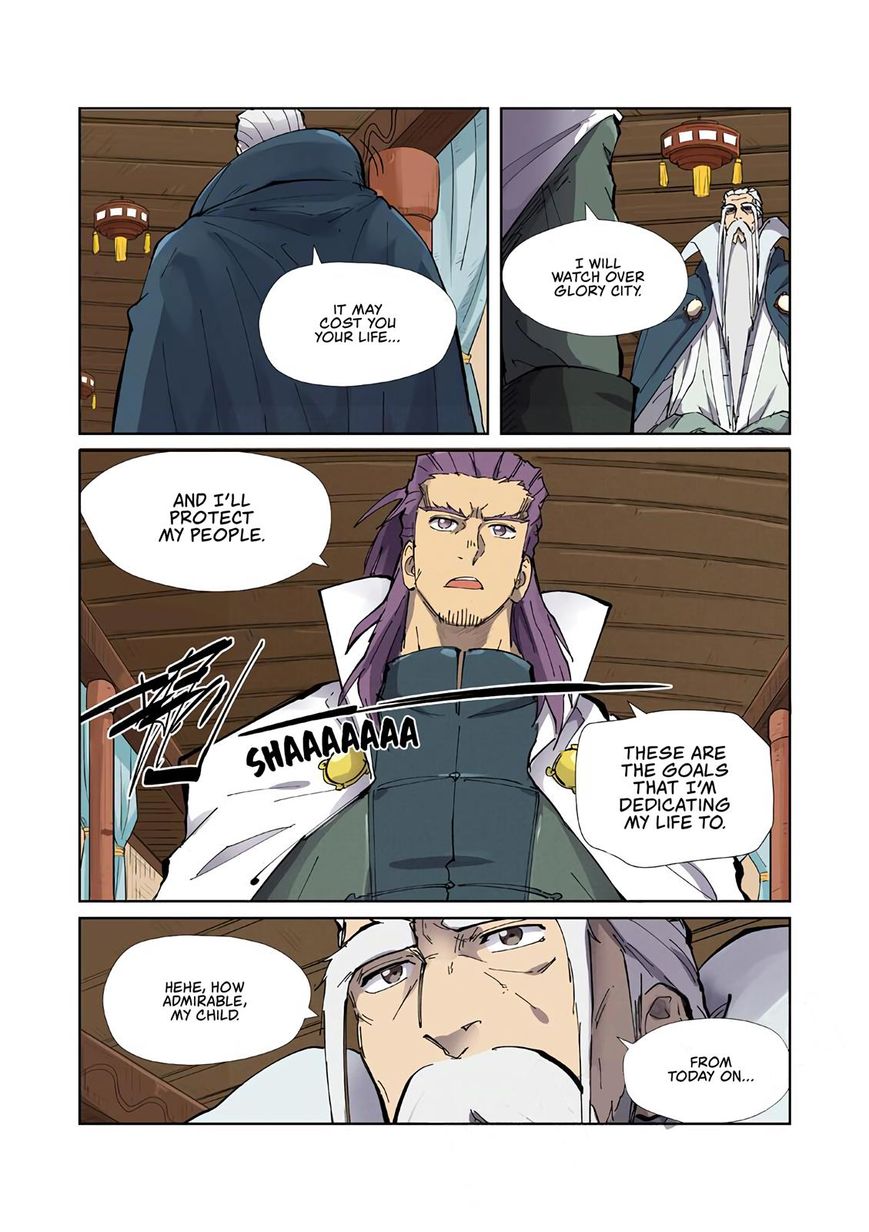 IT MAY
COST YOU
YOUR LIFE...
I WILL
WATCH OVER
GLORY CITY.
AND I'LL
PROTECT
MY PEOPLE.
SHAAAAAAA
THESE ARE
THE GOALS
THAT I'M
DEDICATING
MY LIFE TO.
HEHE, HOW
ADMIRABLE,
MY CHILD.
FROM
TODAY ON...